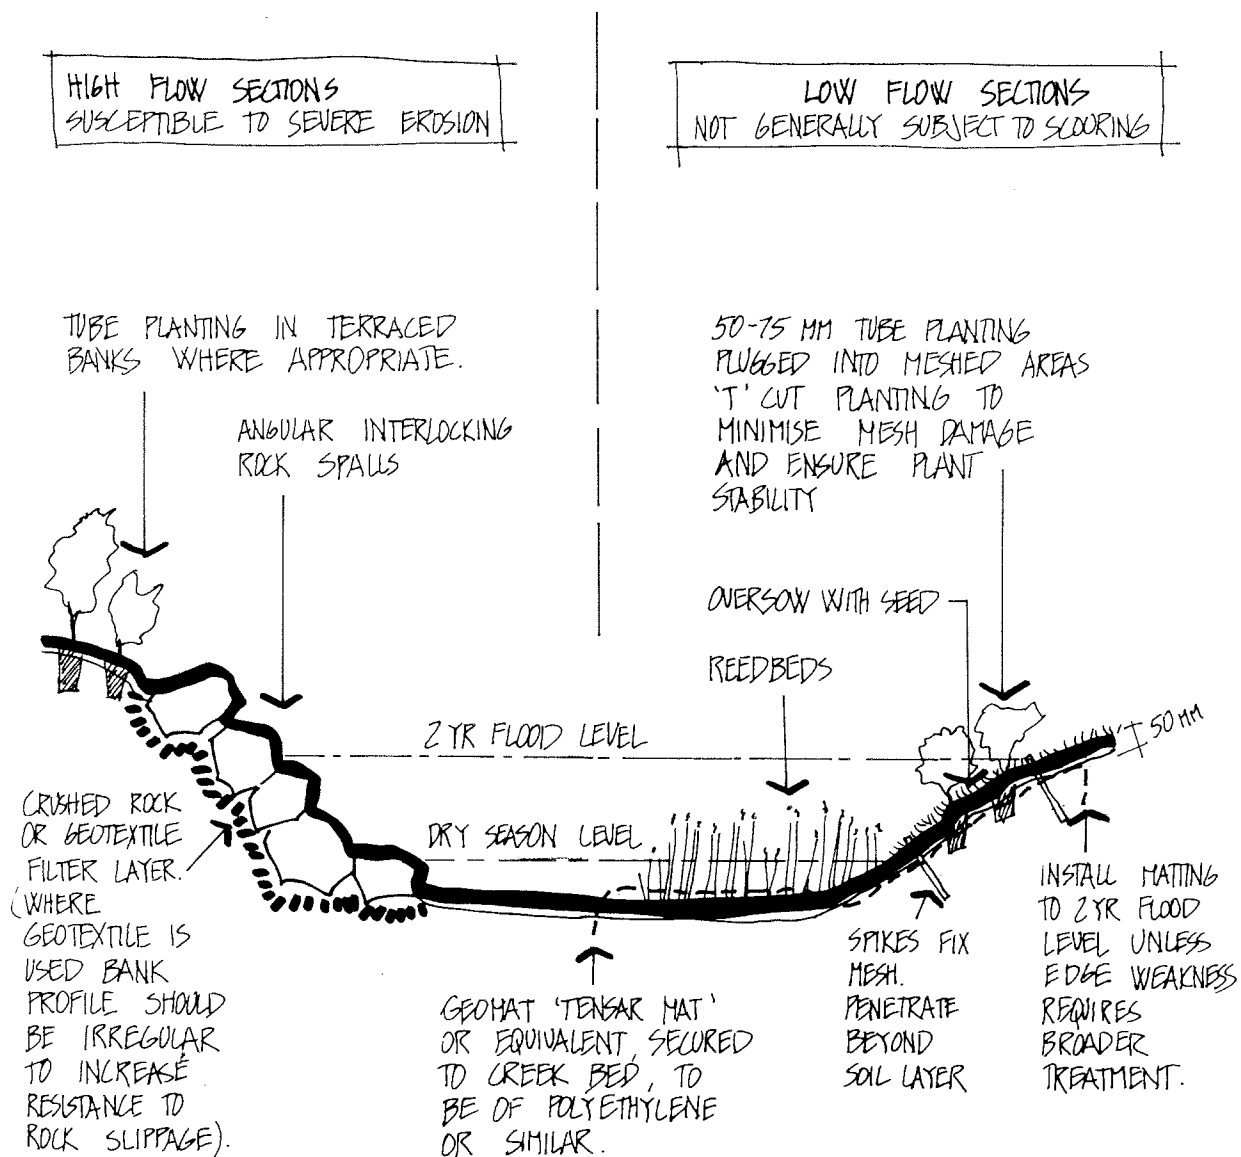 HIGH FLOW SECTIONS
SUSCEPTIBLE TO SEVERE EROSION
LOW FLOW SECTIONS
NOT GENERALLY SUBJECT TO SCOURING
TUBE PLANTING IN TERRACED
BANKS WHERE APPROPRIATE.
ANGULAR INTERLOCKING
ROCK SPALLS
50-75 MM TUBE PLANTING
PLUGGED INTO MESHED AREAS
'T' CUT PLANTING TO
MINIMISE MESH DAMAGE
AND ENSURE PLANT
STABILITY
OVERSOW WITH SEED
REEDBEDS
2 YR FLOOD LEVEL
50 MM
DRY SEASON LEVEL
CRUSHED ROCK
OR GEOTEXTILE
FILTER LAYER.
(WHERE
GEOTEXTILE IS
USED BANK
PROFILE SHOULD
BE IRREGULAR
TO INCREASE
RESISTANCE TO
ROCK SLIPPAGE).
GEOMAT 'TENSAR MAT'
OR EQUIVALENT, SECURED
TO CREEK BED, TO
BE OF POLYETHYLENE
OR SIMILAR.
SPIKES FIX
MESH.
PENETRATE
BEYOND
SOIL LAYER
INSTALL MATTING
TO 2 YR FLOOD
LEVEL UNLESS
EDGE WEAKNESS
REQUIRES
BROADER
TREATMENT.